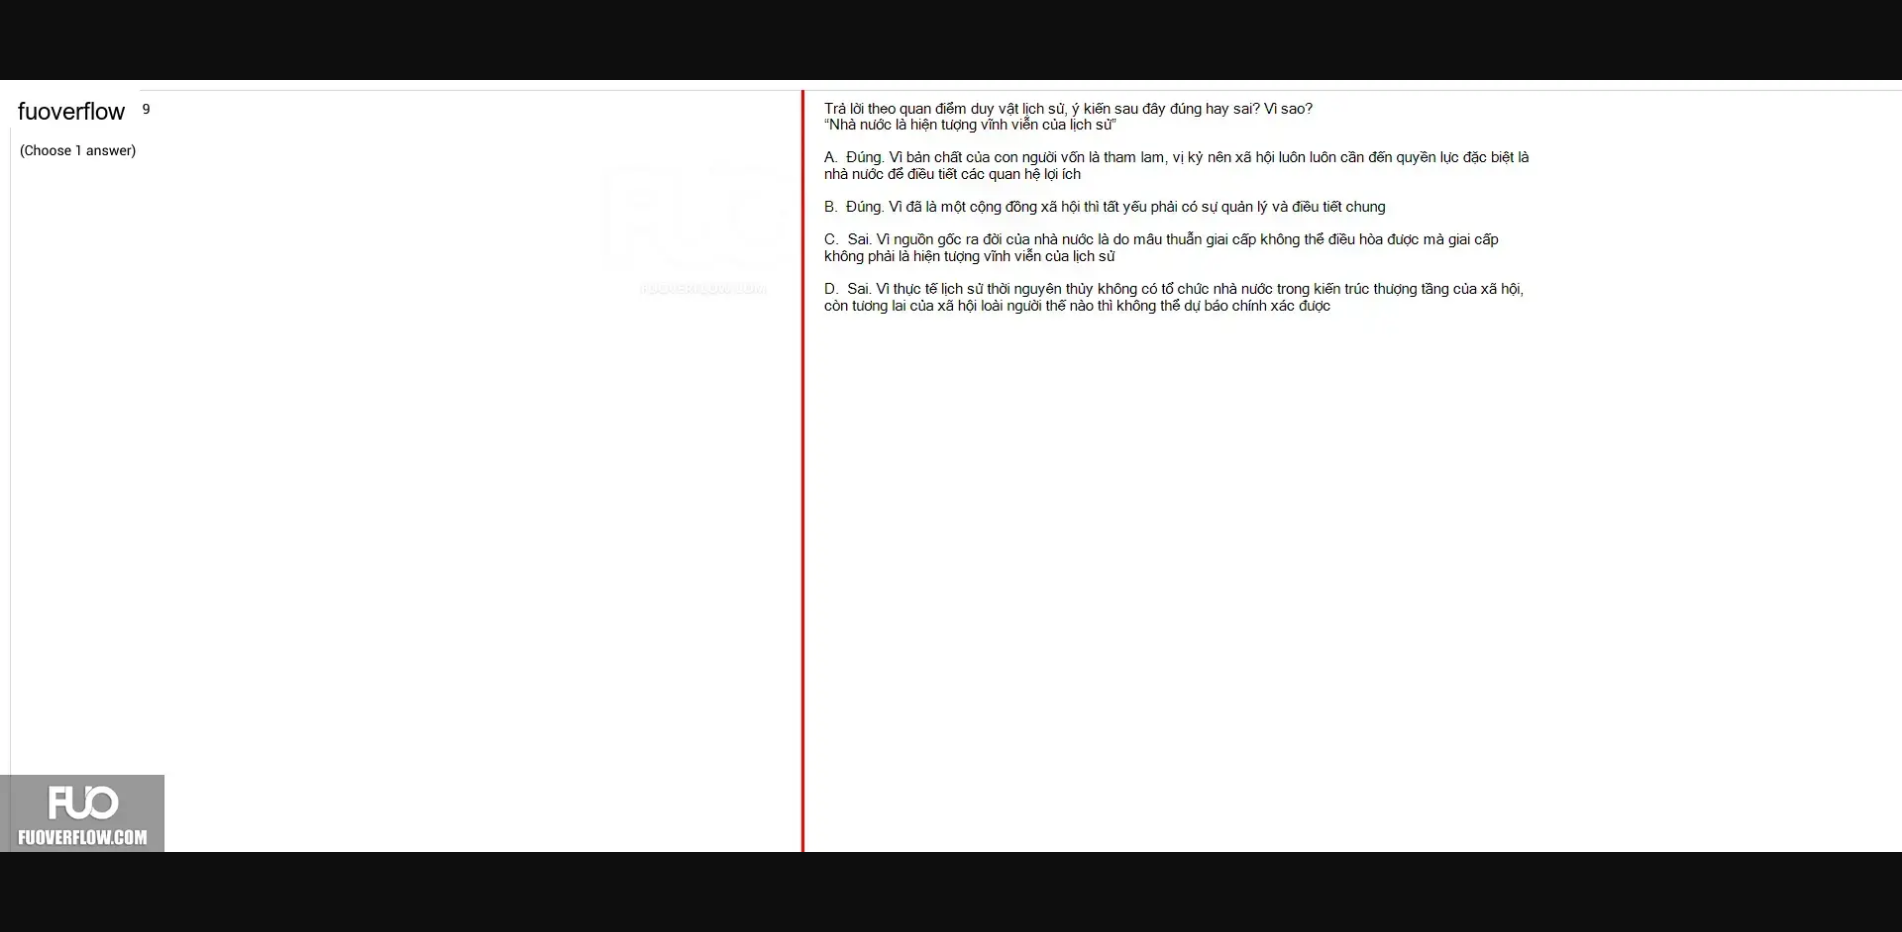 fuoverflow 9
(Choose 1 answer)
Trả lời theo quan điểm duy vật lịch sử, ý kiến sau đây đúng hay sai? Vì sao?
“Nhà nước là hiện tượng vĩnh viễn của lịch sử”
A. Đúng. Vì bản chất của con người vốn là tham lam, vị kỷ nên xã hội luôn luôn cần đến quyền lực đặc biệt là
nhà nước để điều tiết các quan hệ lợi ích
B. Đúng. Vì đã là một cộng đồng xã hội thì tất yếu phải có sự quản lý và điều tiết chung
C. Sai. Vì nguồn gốc ra đời của nhà nước là do mâu thuẫn giai cấp không thể điều hòa được mà giai cấp
không phải là hiện tượng vĩnh viễn của lịch sử
D. Sai. Vì thực tế lịch sử thời nguyên thủy không có tổ chức nhà nước trong kiến trúc thượng tầng của xã hội,
còn tương lai của xã hội loài người thế nào thì không thể dự báo chính xác được
FUO
FUOVERFLOW.COM
FUO
FUOVERFLOW.COM